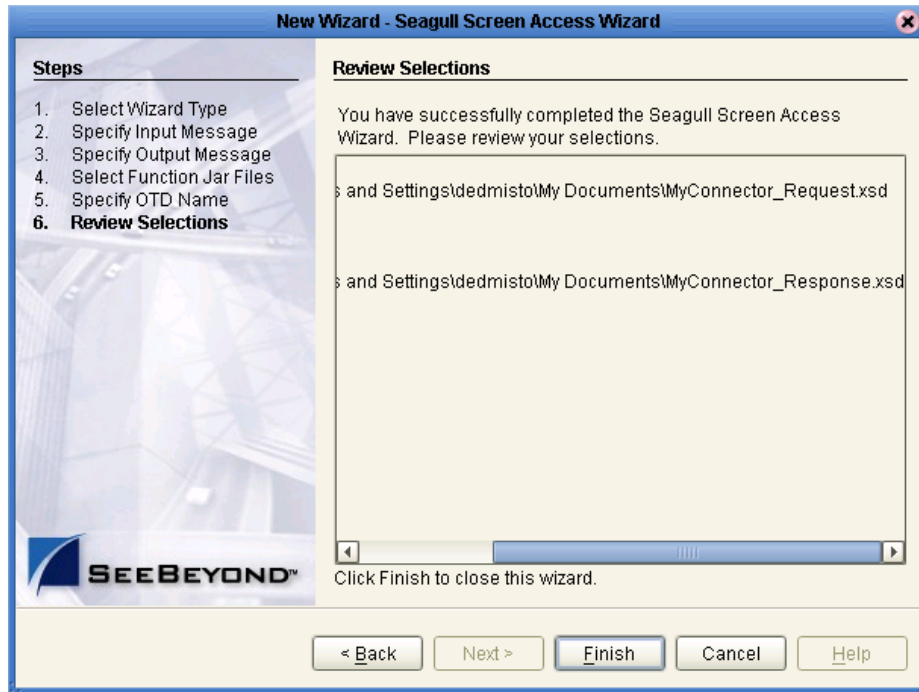 New Wizard - Seagull Screen Access Wizard
Steps
1. Select Wizard Type
2. Specify Input Message
3. Specify Output Message
4. Select Function Jar Files
5. Specify OTD Name
6. Review Selections
SEEBEYOND™
Review Selections
You have successfully completed the Seagull Screen Access
Wizard. Please review your selections.
s and Settings\dedmisto\My Documents\MyConnector_Request.xsd
s and Settings\dedmisto\My Documents\MyConnector_Response.xsd
Click Finish to close this wizard.
< Back
Next >
Finish
Cancel
Help